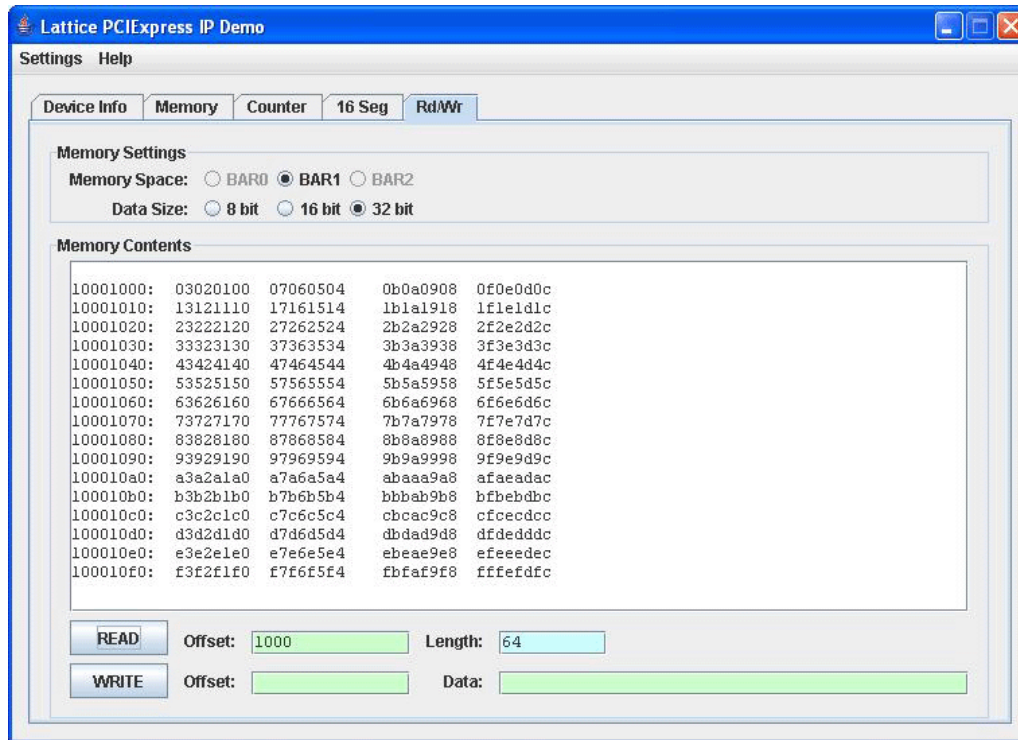 Lattice PCIExpress IP Demo
Settings Help
Device Info Memory Counter 16 Seg Rd/Wr
Memory Settings
Memory Space: BAR0 BAR1 BAR2
Data Size: 8 bit 16 bit 32 bit
Memory Contents
10001000: 03020100 07060504 0b0a0908 0f0e0d0c
10001010: 13121110 17161514 1b1a1918 1f1e1d1c
10001020: 23222120 27262524 2b2a2928 2f2e2d2c
10001030: 33323130 37363534 3b3a3938 3f3e3d3c
10001040: 43424140 47464544 4b4a4948 4f4e4d4c
10001050: 53525150 57565554 5b5a5958 5f5e5d5c
10001060: 63626160 67666564 6b6a6968 6f6e6d6c
10001070: 73727170 77767574 7b7a7978 7f7e7d7c
10001080: 83828180 87868584 8b8a8988 8f8e8d8c
10001090: 93929190 97969594 9b9a9998 9f9e9d9c
100010a0: a3a2a1a0 a7a6a5a4 abaaa9a8 afaeadac
100010b0: b3b2b1b0 b7b6b5b4 bbbab9b8 bfbebdbc
100010c0: c3c2c1c0 c7c6c5c4 cbcac9c8 cfcecdcc
100010d0: d3d2d1d0 d7d6d5d4 dbdad9d8 dfdedddc
100010e0: e3e2e1e0 e7e6e5e4 ebeae9e8 efeeedec
100010f0: f3f2f1f0 f7f6f5f4 fbfaf9f8 fffefdfc
READ Offset: 1000 Length: 64
WRITE Offset: Data: